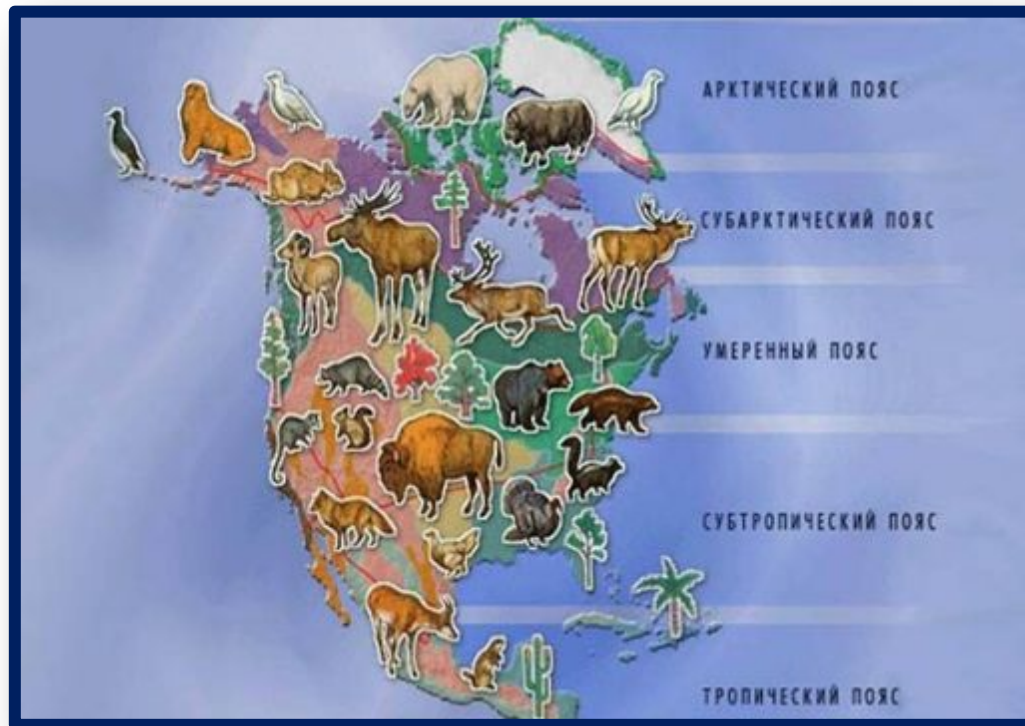 АРКТИЧЕСКИЙ ПОЯС
СУБАРКТИЧЕСКИЙ ПОЯС
УМЕРЕННЫЙ ПОЯС
СУБТРОПИЧЕСКИЙ ПОЯС
ТРОПИЧЕСКИЙ ПОЯС